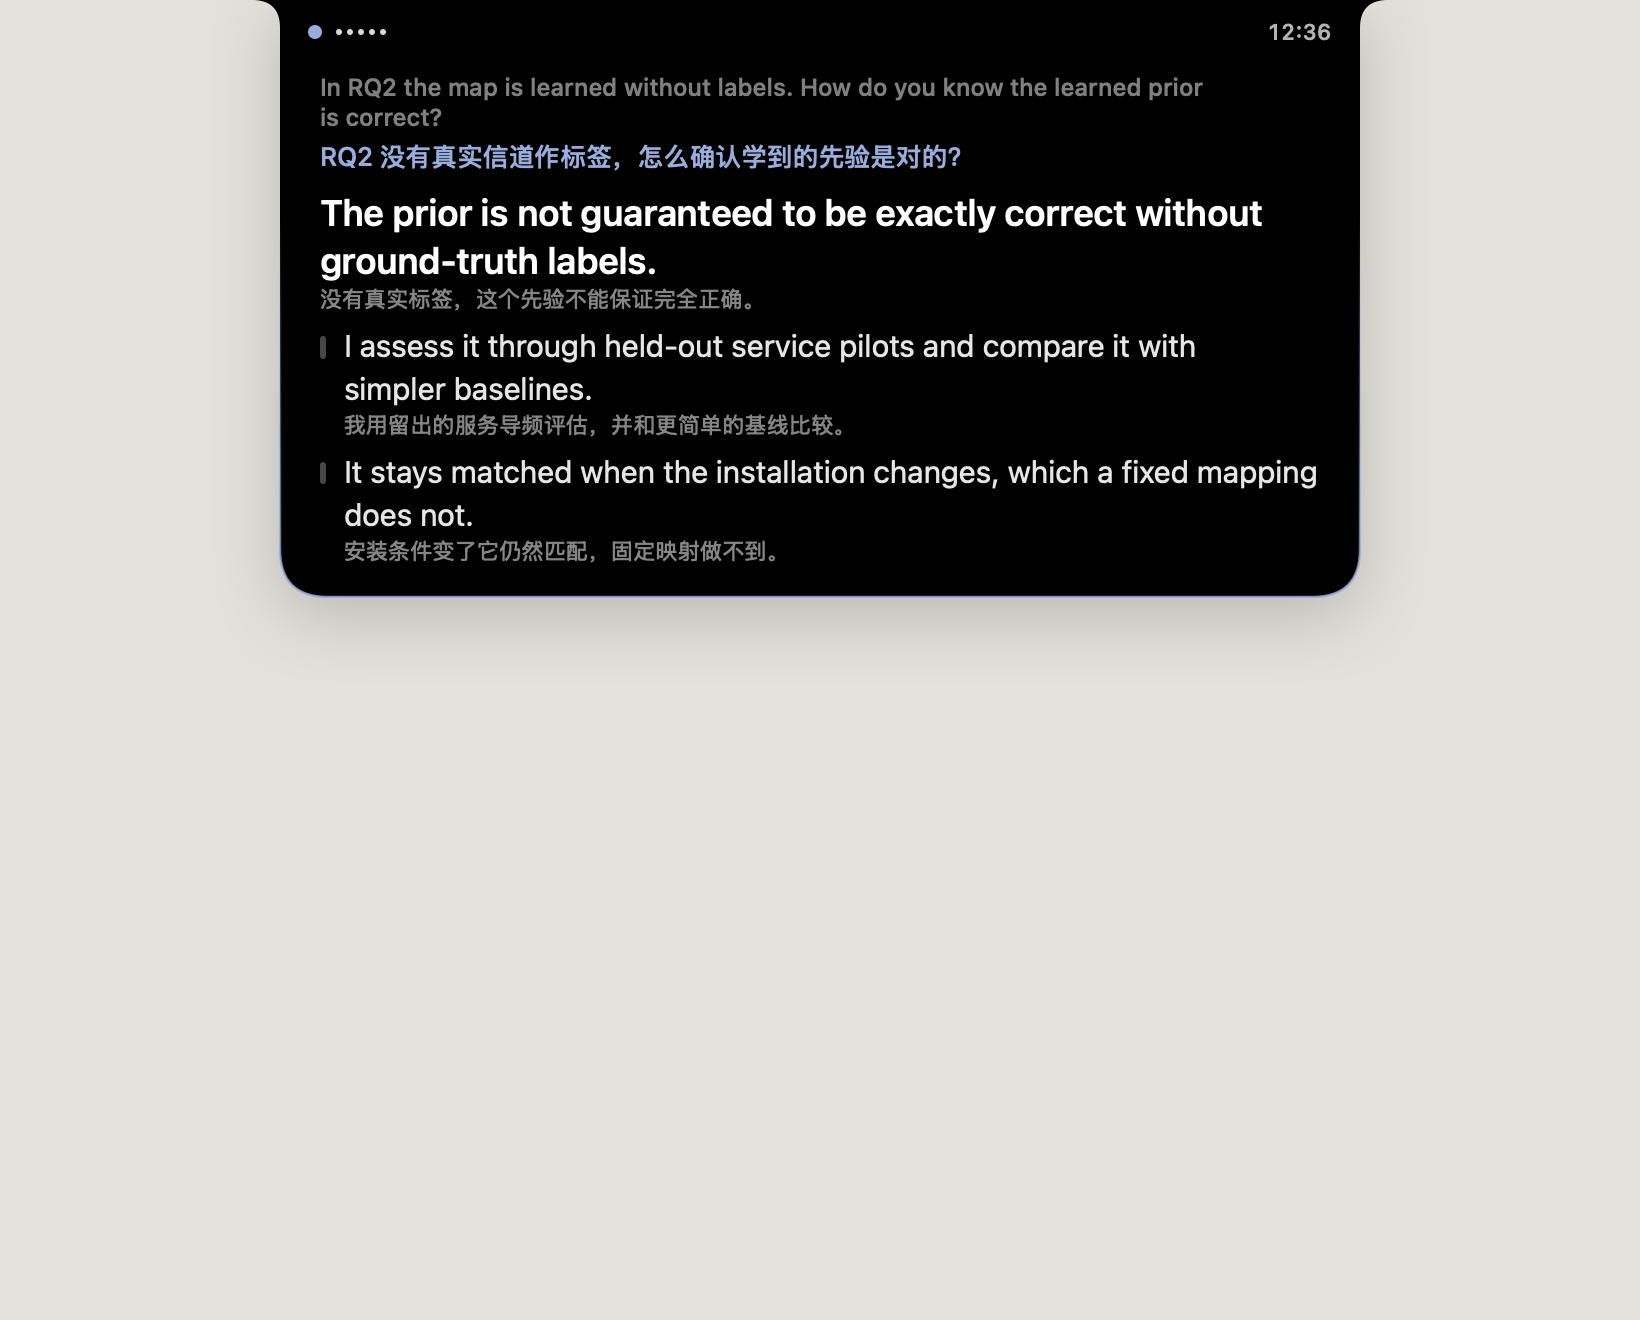 12:36
In RQ2 the map is learned without labels. How do you know the learned prior
is correct?
RQ2 没有真实信道作标签，怎么确认学到的先验是对的？
The prior is not guaranteed to be exactly correct without
ground-truth labels.
没有真实标签，这个先验不能保证完全正确。
I assess it through held-out service pilots and compare it with
simpler baselines.
我用留出的服务导频评估，并和更简单的基线比较。
It stays matched when the installation changes, which a fixed mapping
does not.
安装条件变了它仍然匹配，固定映射做不到。